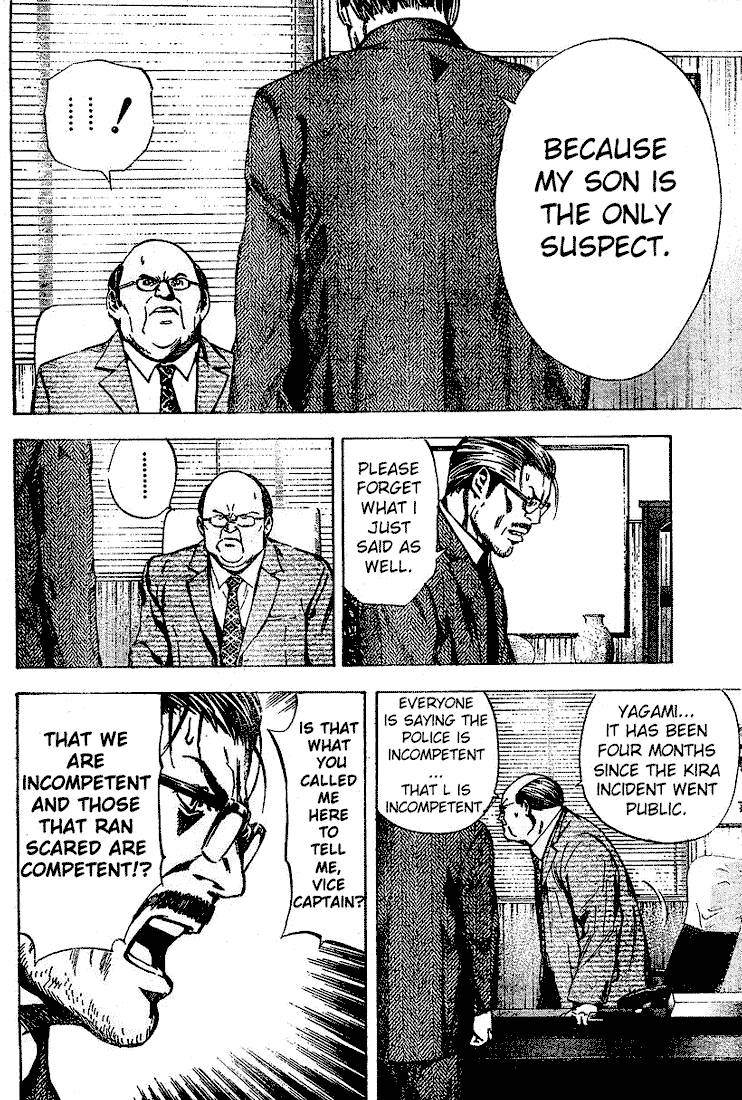 BECAUSE
MY SON IS
THE ONLY
SUSPECT.
......!
PLEASE
FORGET
WHAT I
JUST
SAID AS
WELL.
......
YAGAMI...
IT HAS BEEN
FOUR MONTHS
SINCE THE KIRA
INCIDENT WENT
PUBLIC.
EVERYONE
IS SAYING THE
POLICE IS
INCOMPETENT
...
THAT L IS
INCOMPETENT.
IS THAT
WHAT
YOU
CALLED
ME
HERE
TO
TELL
ME,
VICE
CAPTAIN?
THAT WE
ARE
INCOMPETENT
AND THOSE
THAT RAN
SCARED ARE
COMPETENT!?